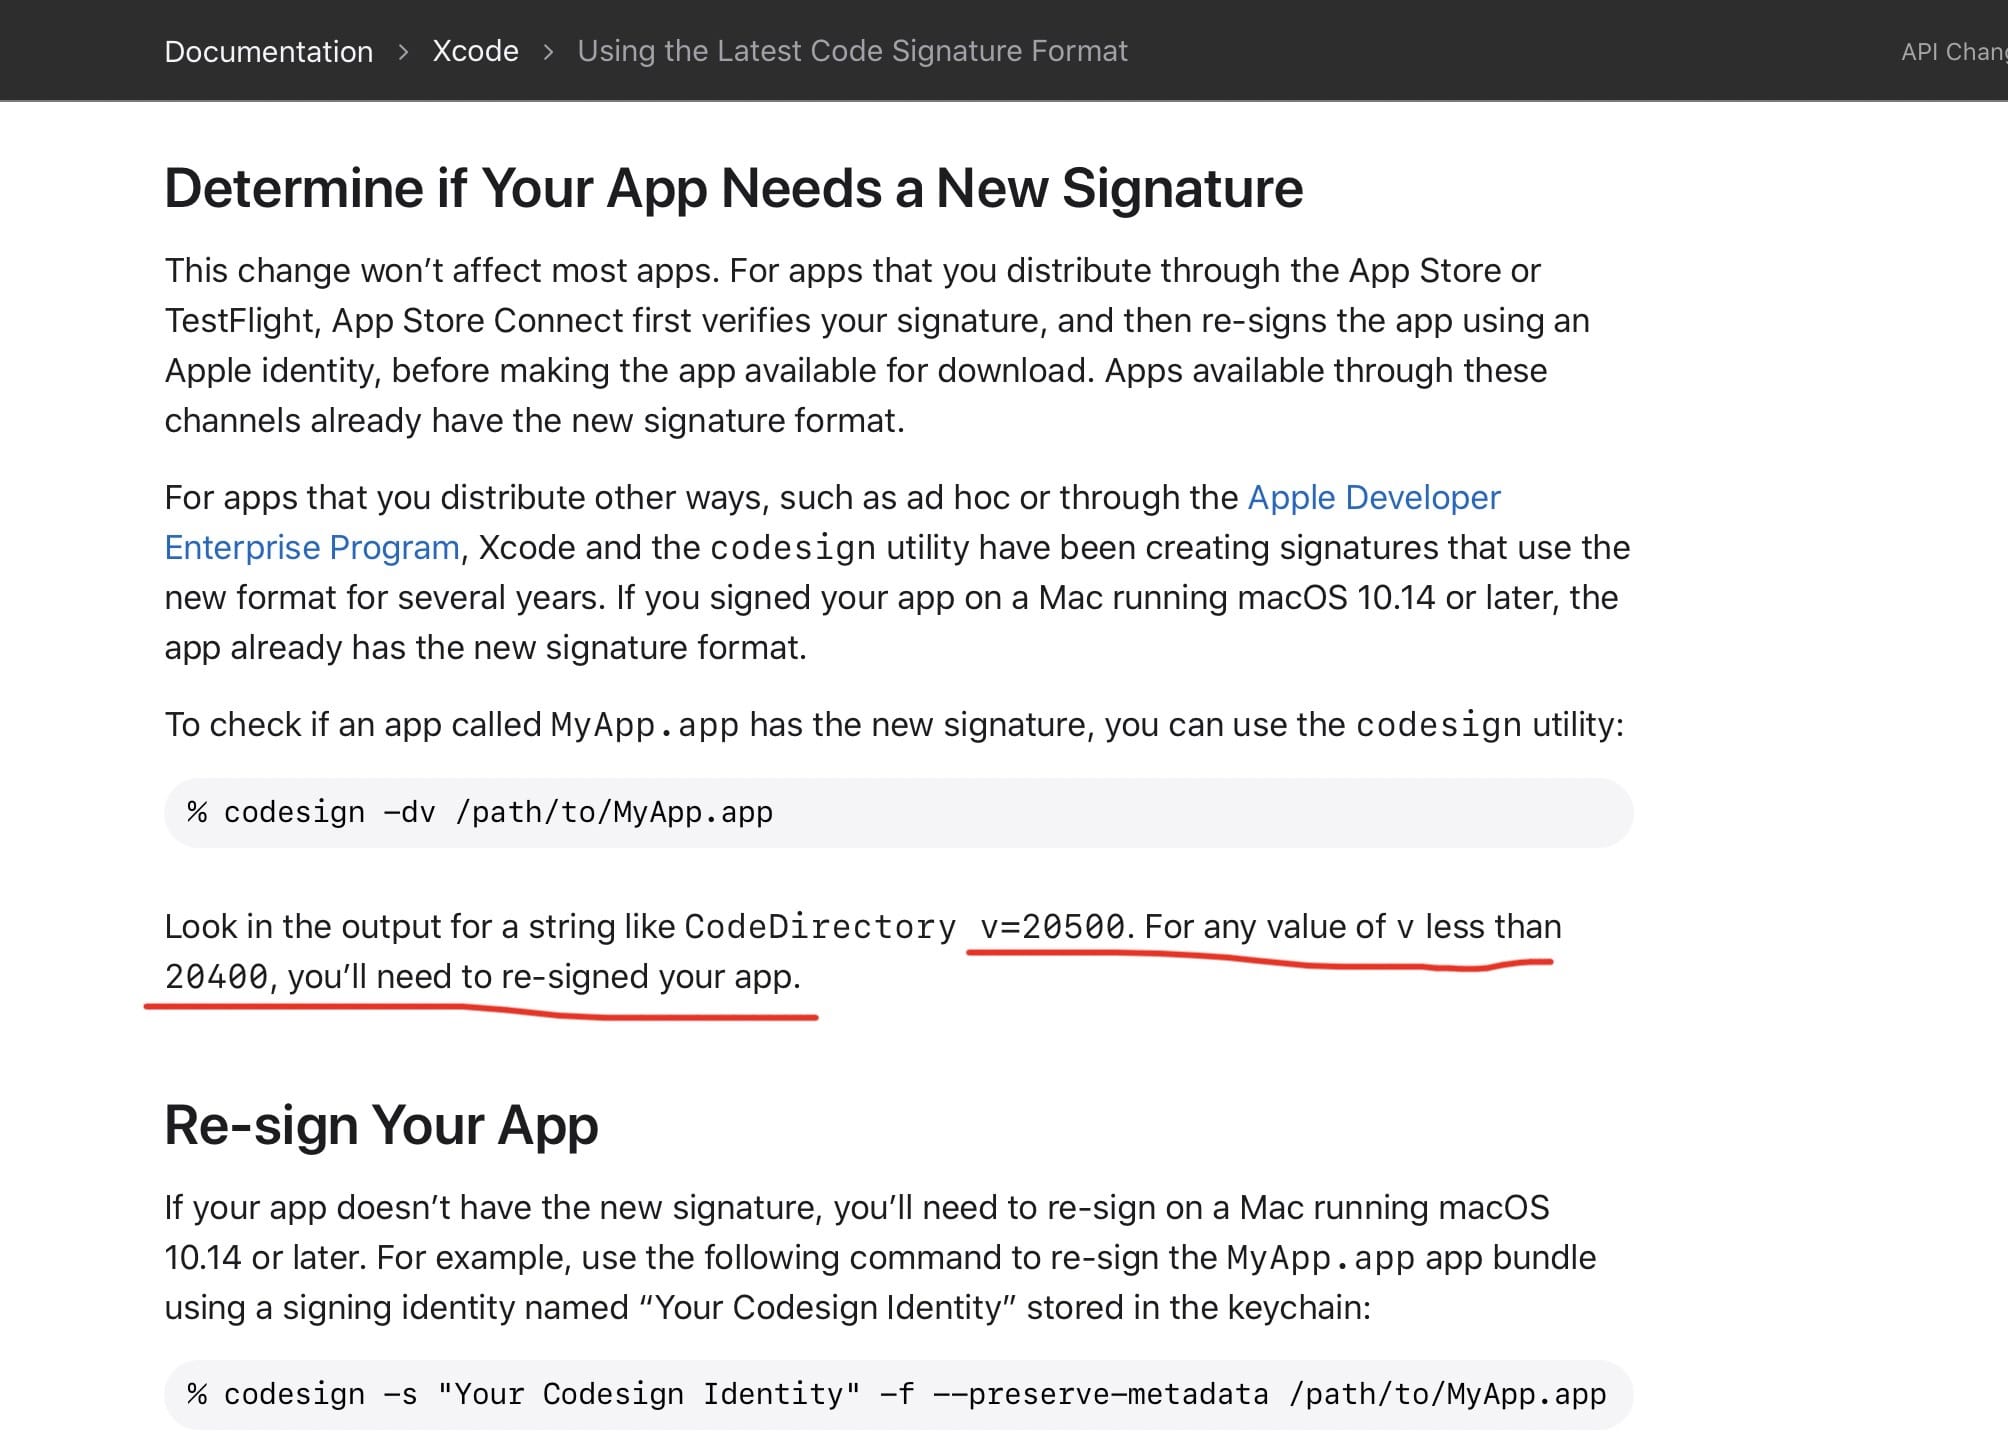 Documentation > Xcode > Using the Latest Code Signature Format
API Chang
Determine if Your App Needs a New Signature
This change won’t affect most apps. For apps that you distribute through the App Store or
TestFlight, App Store Connect first verifies your signature, and then re-signs the app using an
Apple identity, before making the app available for download. Apps available through these
channels already have the new signature format.
For apps that you distribute other ways, such as ad hoc or through the Apple Developer
Enterprise Program, Xcode and the codesign utility have been creating signatures that use the
new format for several years. If you signed your app on a Mac running macOS 10.14 or later, the
app already has the new signature format.
To check if an app called MyApp.app has the new signature, you can use the codesign utility:
% codesign -dv /path/to/MyApp.app
Look in the output for a string like CodeDirectory v=20500. For any value of v less than
20400, you’ll need to re-signed your app.
Re-sign Your App
If your app doesn’t have the new signature, you’ll need to re-sign on a Mac running macOS
10.14 or later. For example, use the following command to re-sign the MyApp.app app bundle
using a signing identity named “Your Codesign Identity” stored in the keychain:
% codesign -s "Your Codesign Identity" -f --preserve-metadata /path/to/MyApp.app